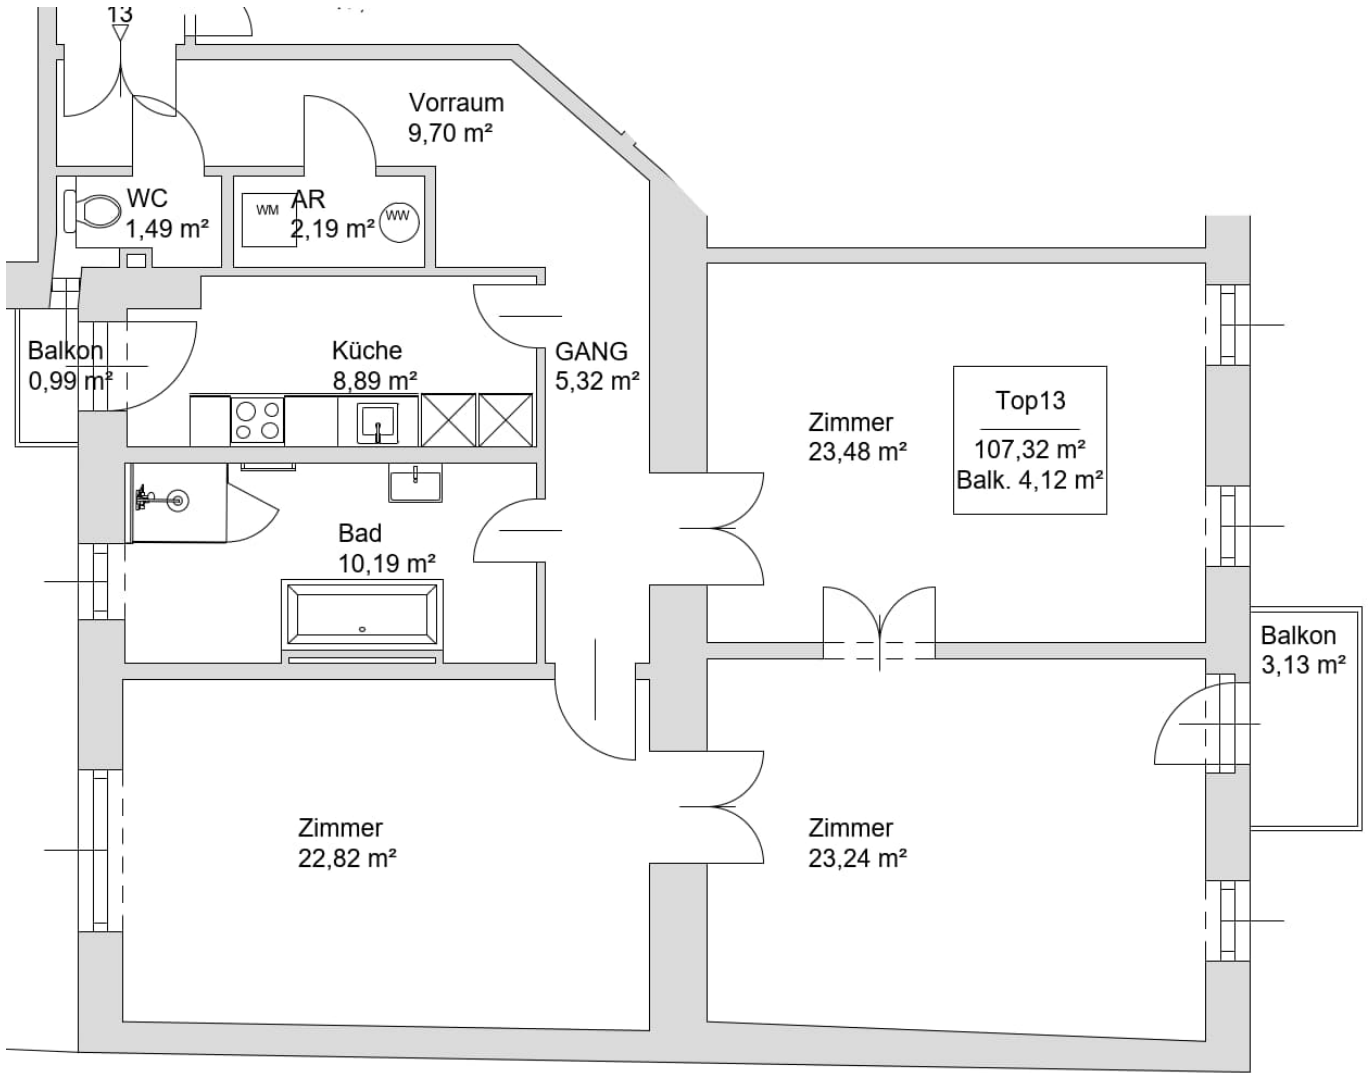 13
Vorraum
9,70 m²
WC
1,49 m²
WM
AR
2,19 m²
WW
Balkon
0,99 m²
Küche
8,89 m²
GANG
5,32 m²
Zimmer
23,48 m²
Top13
107,32 m²
Balk. 4,12 m²
Bad
10,19 m²
Balkon
3,13 m²
Zimmer
22,82 m²
Zimmer
23,24 m²